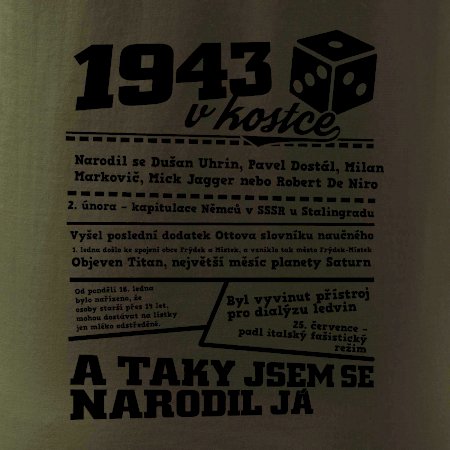 1943
v kostce
Narodil se Dušan Uhrin, Pavel Dostál, Milan
Markovič, Mick Jagger nebo Robert De Niro
2. února - kapitulace Němců v SSSR u Stalingradu
Vyšel poslední dodatek Ottova slovníku naučného
1. ledna došlo ke spojení obce Frýdek a Místek, a vzniklo tak město Frýdek-Místek
Objeven Titan, největší měsíc planety Saturn
Od pondělí 18. ledna
bylo nařízeno, že
osoby starší přes 14 let,
mohou dostávat na lístky
jen mléko odstředěné.
Byl vyvinut přístroj
pro dialýzu ledvin
25. července -
padl italský fašistický
režim
A TAKY JSEM SE
NARODIL JÁ